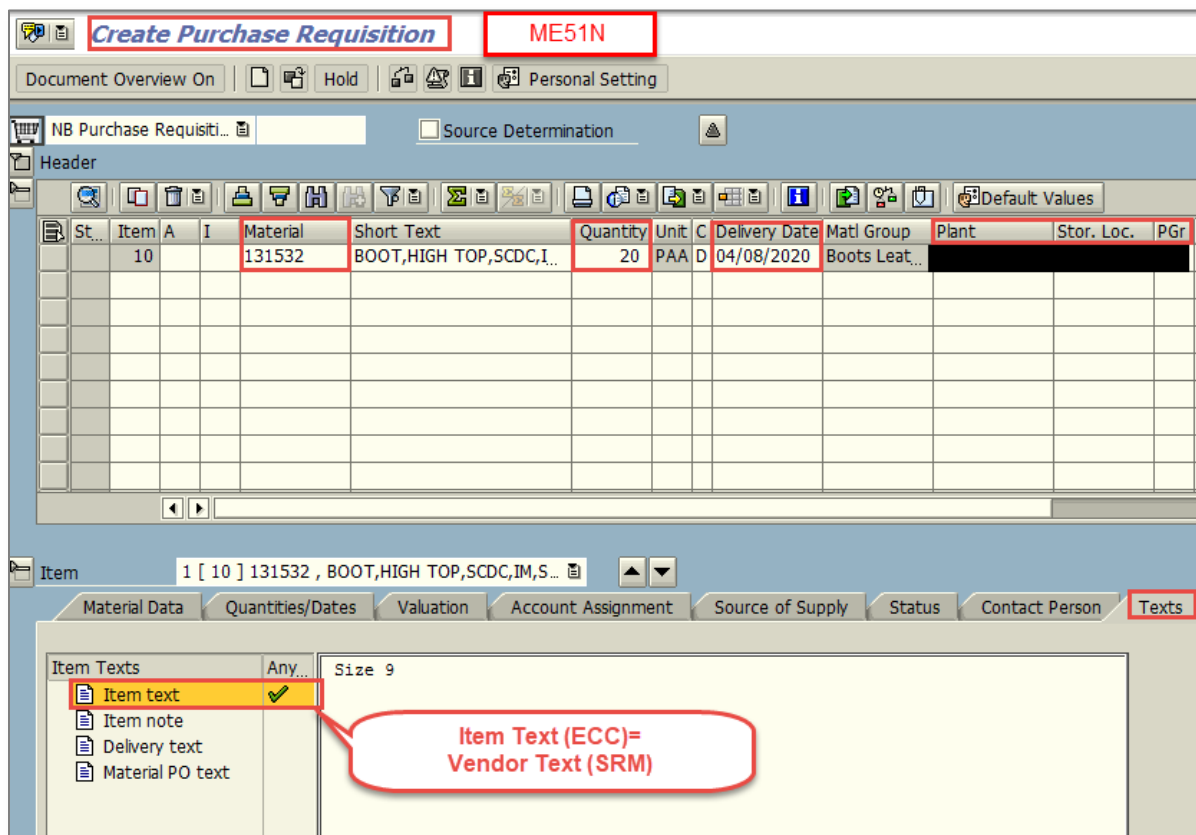 Create Purchase Requisition ME51N
Document Overview On Hold Personal Setting
NB Purchase Requisiti... Source Determination
Header
Default Values
St... Item A I Material Short Text Quantity Unit C Delivery Date Matl Group Plant Stor. Loc. PGr
10 131532 BOOT,HIGH TOP,SCDC,I... 20 PAA D 04/08/2020 Boots Leat...
Item 1 [ 10 ] 131532 , BOOT,HIGH TOP,SCDC,IM,S...
Material Data Quantities/Dates Valuation Account Assignment Source of Supply Status Contact Person Texts
Item Texts Any... Size 9
Item text
Item note
Delivery text
Material PO text
Item Text (ECC)=
Vendor Text (SRM)